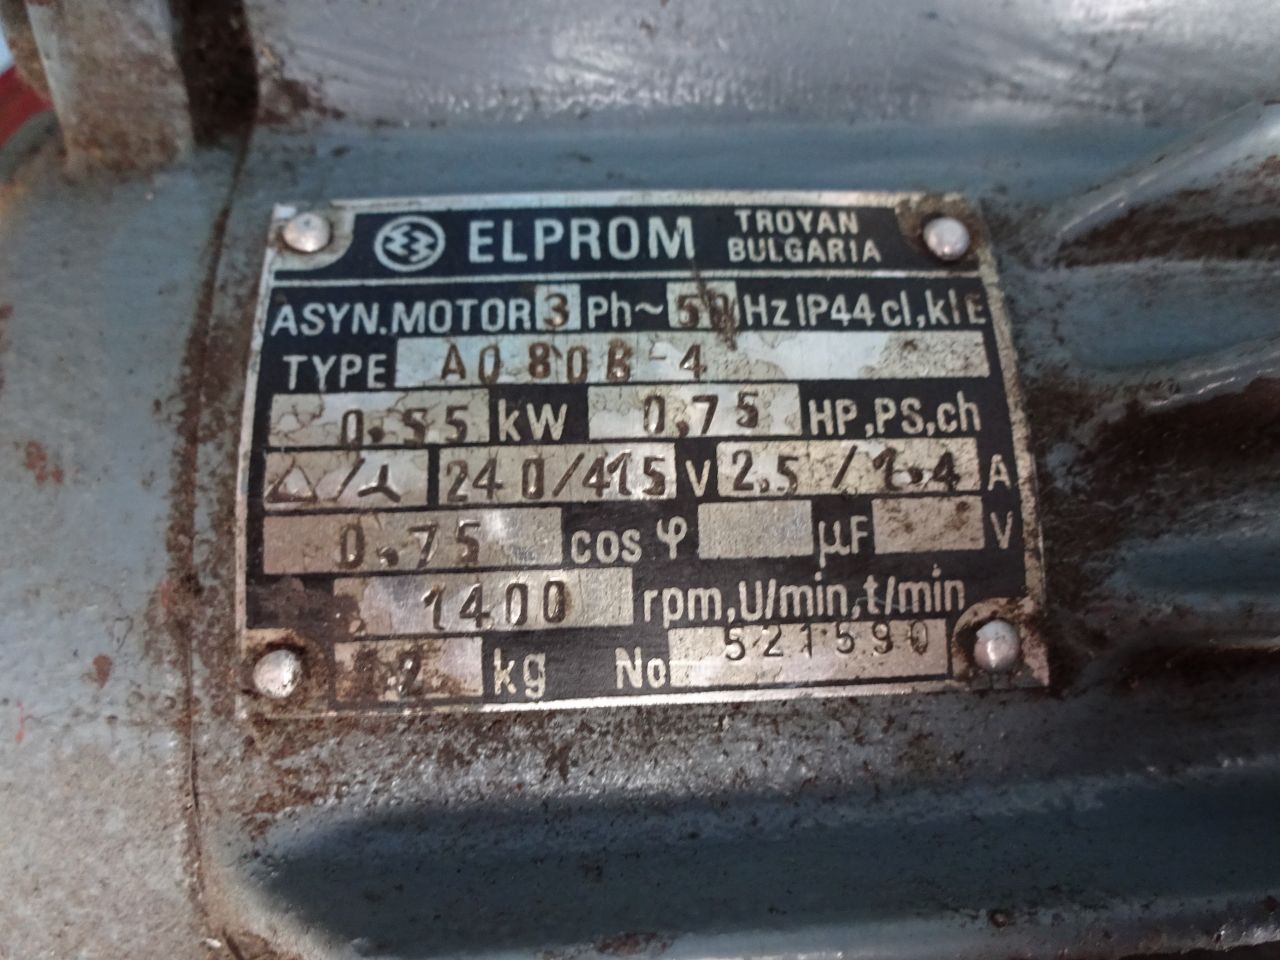 ELPROM TROYAN
BULGARIA
ASYN. MOTOR 3 Ph~ 50 Hz IP44 cl, kl E
TYPE AO 80B-4
0.55 kW 0,75 HP, PS, ch
△/⅄ 240/415 V 2,5/1.4 A
0.75 cos φ μF V
1400 rpm, U/min, t/min
kg No 521590